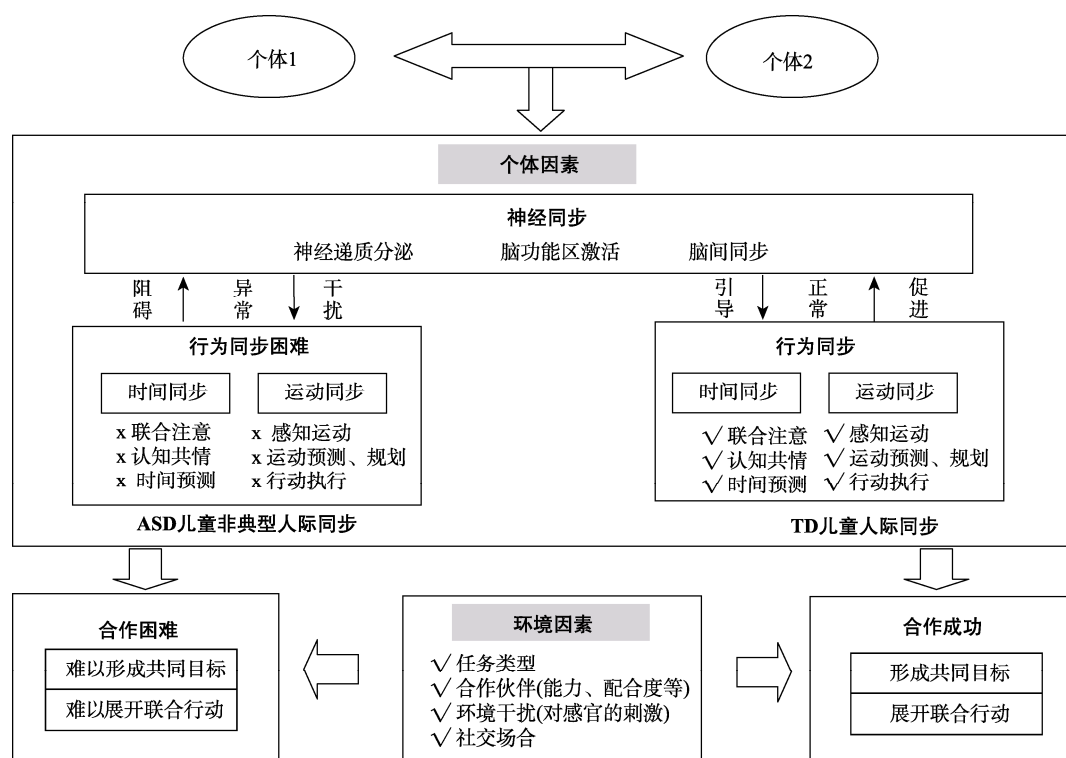 个体1
个体2
个体因素
神经同步
神经递质分泌 脑功能区激活 脑间同步
阻碍 异常 干扰
引导 正常 促进
行为同步困难
时间同步 运动同步
x 联合注意 x 感知运动
x 认知共情 x 运动预测、规划
x 时间预测 x 行动执行
ASD儿童非典型人际同步
行为同步
时间同步 运动同步
√ 联合注意 √ 感知运动
√ 认知共情 √ 运动预测、规划
√ 时间预测 √ 行动执行
TD儿童人际同步
合作困难
难以形成共同目标
难以展开联合行动
环境因素
√ 任务类型
√ 合作伙伴(能力、配合度等)
√ 环境干扰(对感官的刺激)
√ 社交场合
合作成功
形成共同目标
展开联合行动